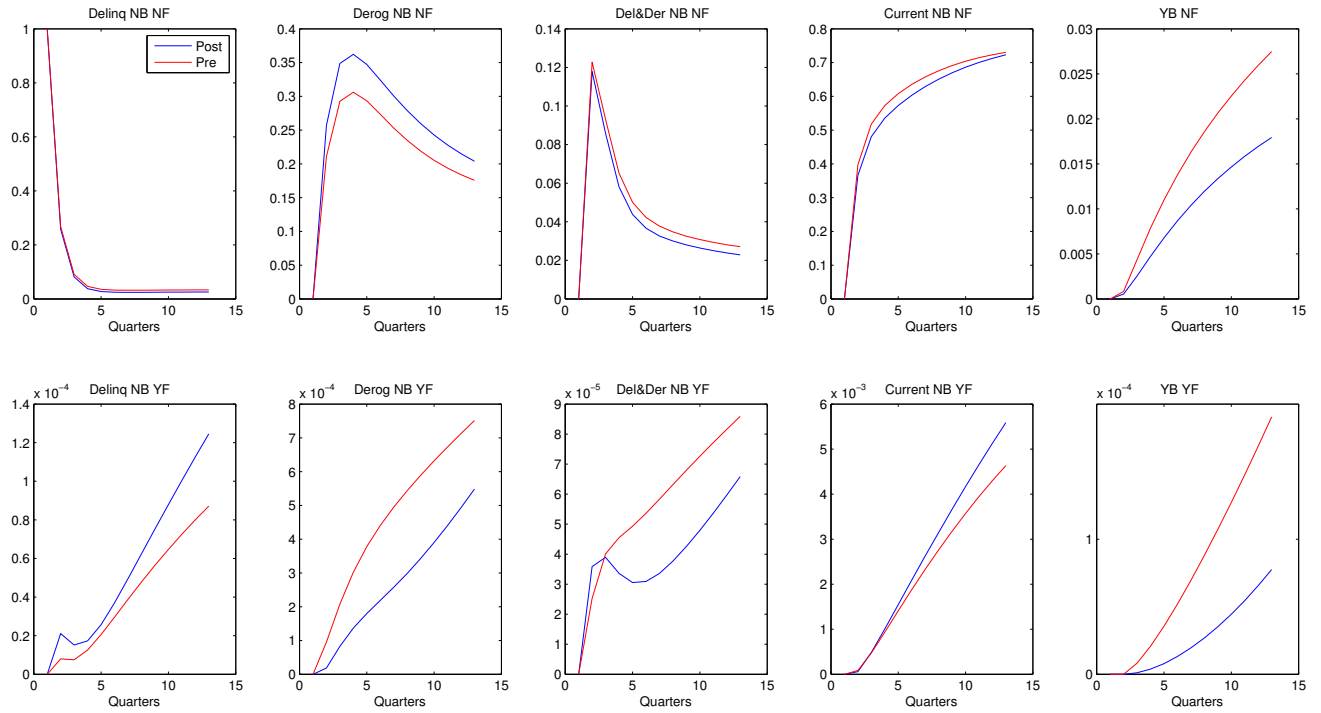 Delinq NB NF
Derog NB NF
Del&Der NB NF
Current NB NF
YB NF
1
0.8
0.6
0.4
0.2
0
Post
Pre
0 5 10 15
Quarters
0.4
0.35
0.3
0.25
0.2
0.15
0.1
0.05
0
0 5 10 15
Quarters
0.14
0.12
0.1
0.08
0.06
0.04
0.02
0
0 5 10 15
Quarters
0.8
0.7
0.6
0.5
0.4
0.3
0.2
0.1
0
0 5 10 15
Quarters
0.03
0.025
0.02
0.015
0.01
0.005
0
0 5 10 15
Quarters
x 10⁻⁴ Delinq NB YF
1.4
1.2
1
0.8
0.6
0.4
0.2
0
0 5 10 15
Quarters
x 10⁻⁴ Derog NB YF
8
7
6
5
4
3
2
1
0
0 5 10 15
Quarters
x 10⁻⁵ Del&Der NB YF
9
8
7
6
5
4
3
2
1
0
0 5 10 15
Quarters
x 10⁻³ Current NB YF
6
5
4
3
2
1
0
0 5 10 15
Quarters
x 10⁻⁴ YB YF
1
0
0 5 10 15
Quarters